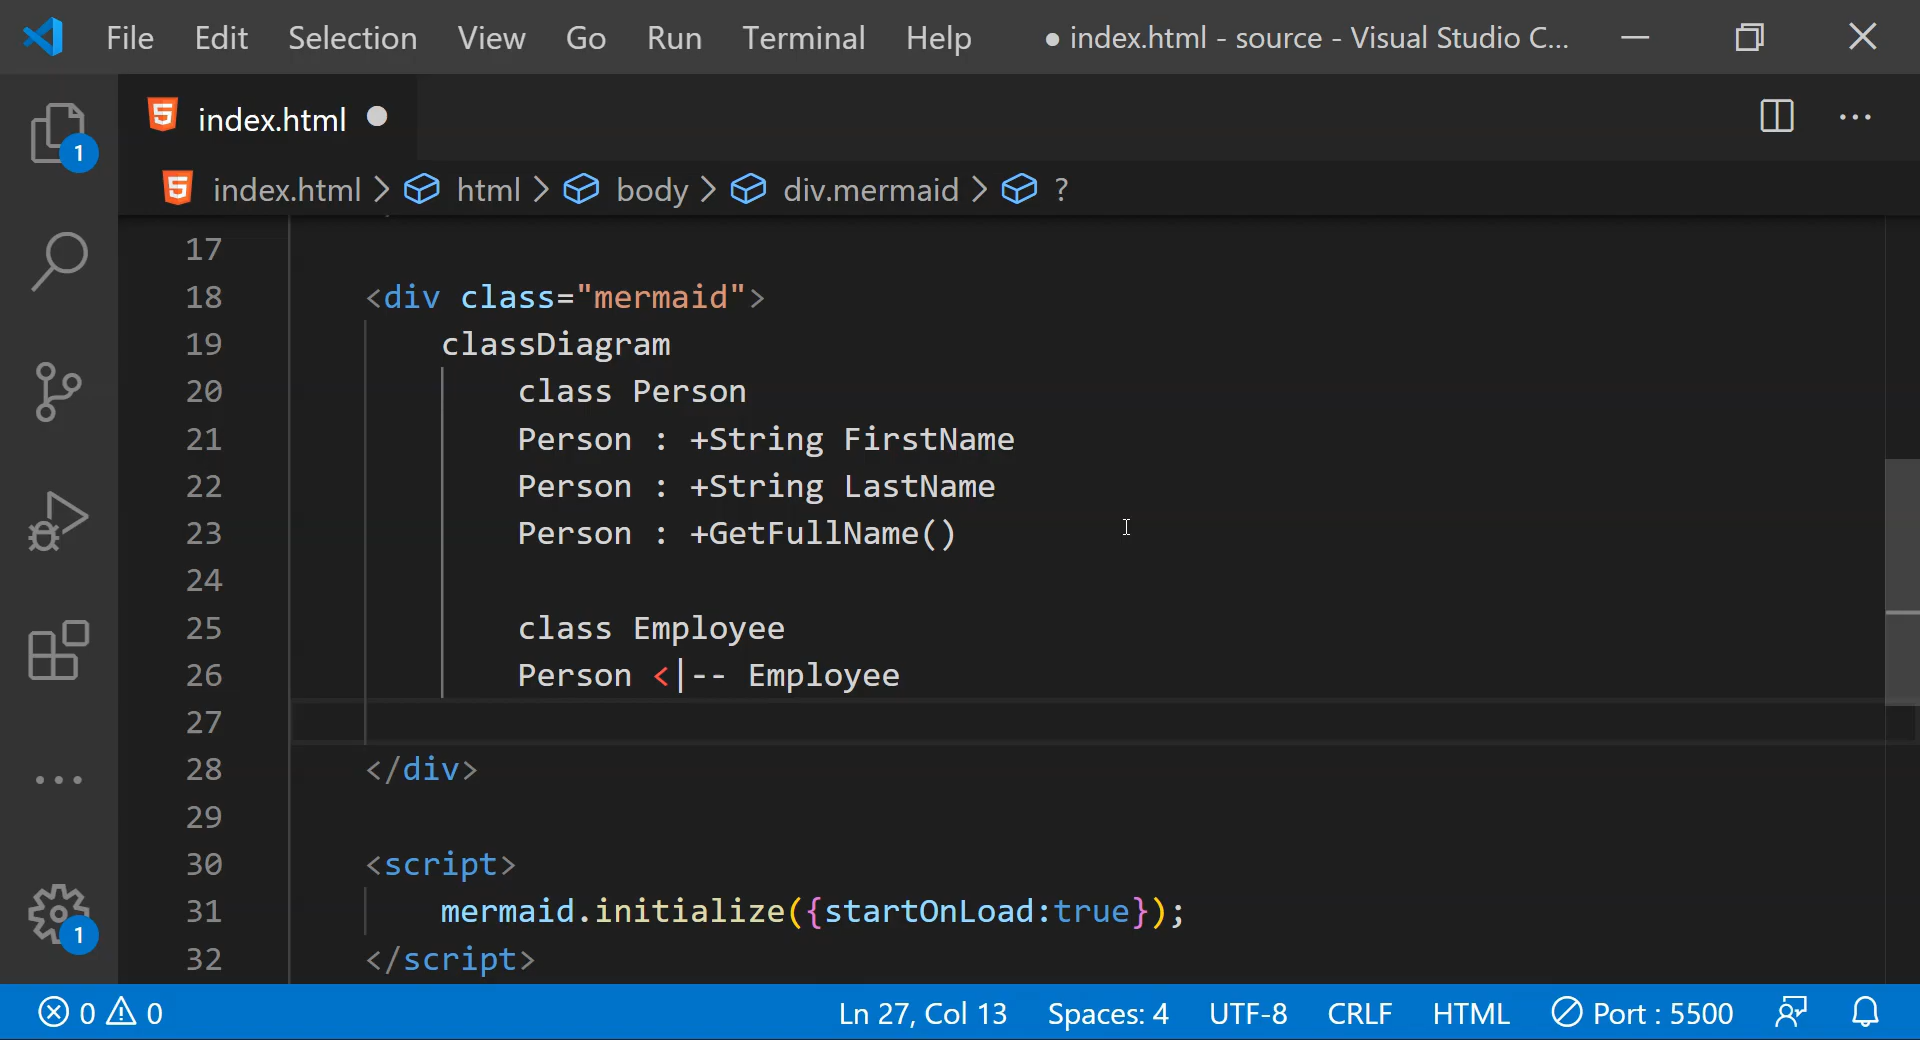 File Edit Selection View Go Run Terminal Help ● index.html - source - Visual Studio C...
index.html ●
index.html > html > body > div.mermaid > ?
17
18 <div class="mermaid">
19 classDiagram
20 class Person
21 Person : +String FirstName
22 Person : +String LastName
23 Person : +GetFullName()
24
25 class Employee
26 Person <|-- Employee
27
28 </div>
29
30 <script>
31 mermaid.initialize({startOnLoad:true});
32 </script>
1
1
0 0 Ln 27, Col 13 Spaces: 4 UTF-8 CRLF HTML Port : 5500